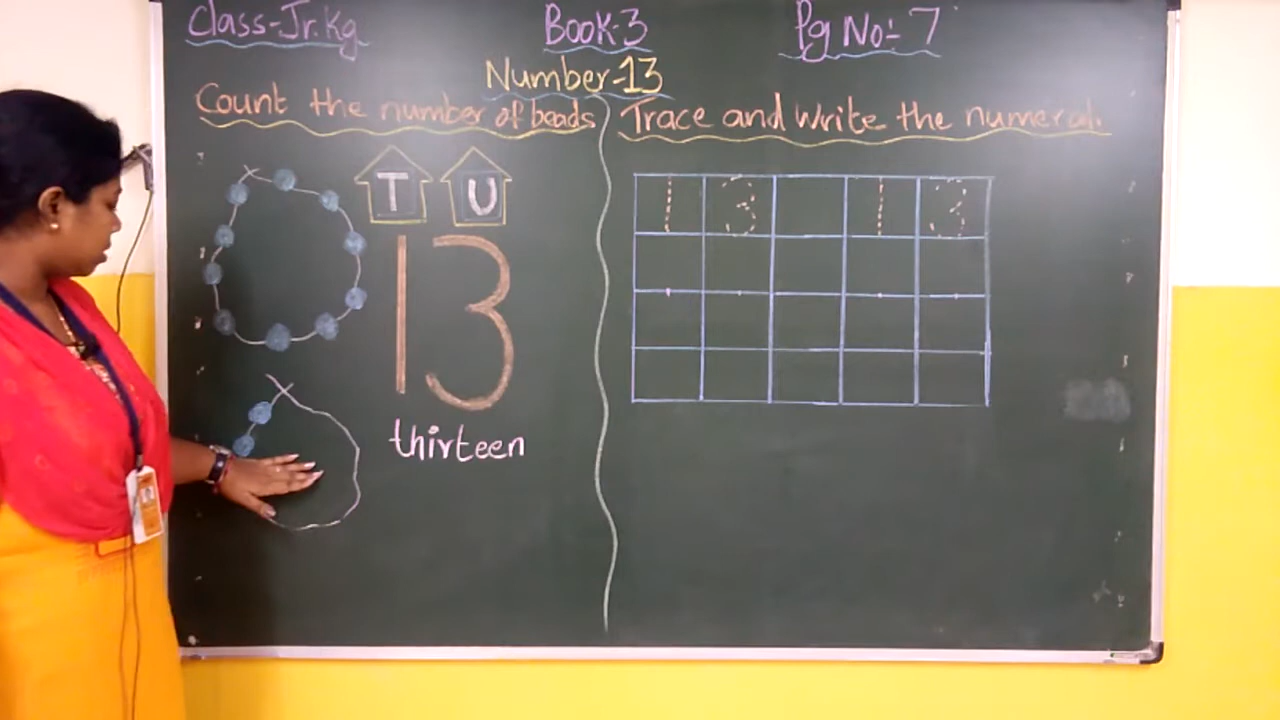 Class-Jr.Kg Book-3 Pg No:- 7
Number-13
Count the number of beads
Trace and Write the numeral.
T U
13
thirteen
1 3 1 3